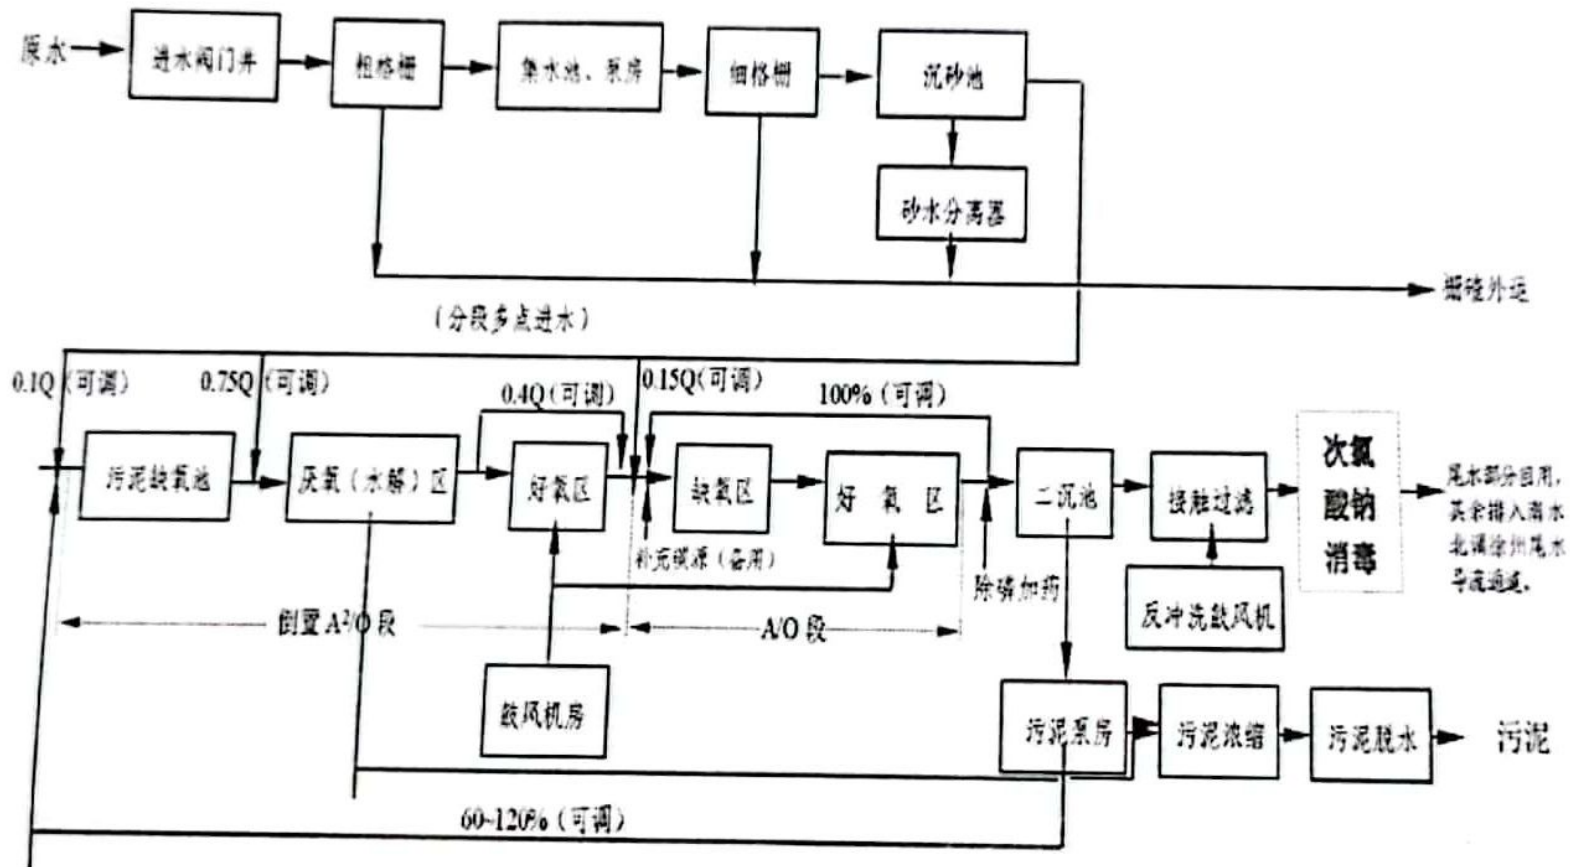 原水
进水阀门井
粗格栅
集水池、泵房
细格栅
沉砂池
砂水分离器
栅碴外运
(分段多点进水)
0.1Q(可调)
0.75Q(可调)
0.4Q(可调)
0.15Q(可调)
100%(可调)
污泥缺氧池
厌氧(水解)区
好氧区
缺氧区
好 氧 区
二沉池
接触过滤
次氯
酸钠
消毒
尾水部分回用,
其余排入南水
北调徐州尾水
导流通道。
补充碳源(备用)
除磷加药
反冲洗鼓风机
倒置A²/O段
A/O段
鼓风机房
污泥泵房
污泥浓缩
污泥脱水
污泥
60~120%(可调)